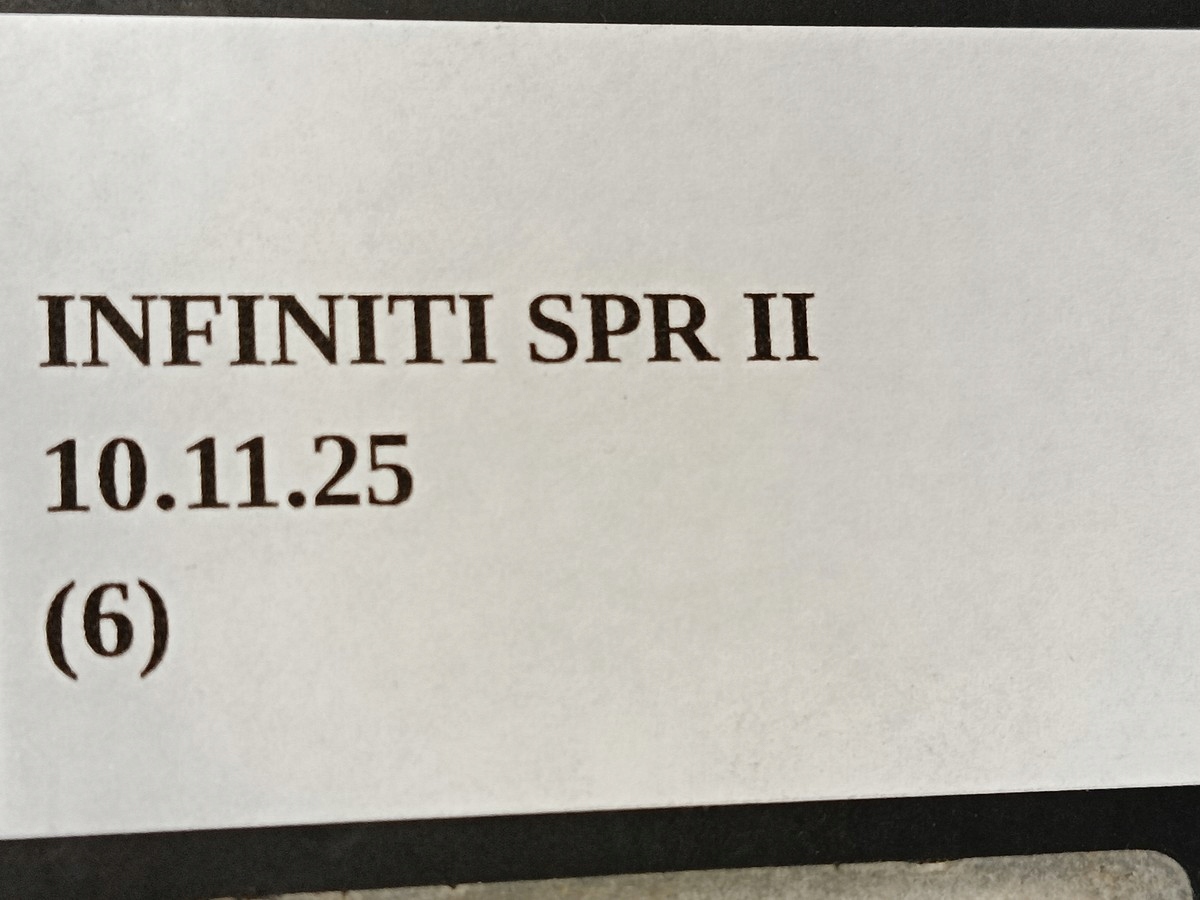 INFINITI SPR II
10.11.25
(6)